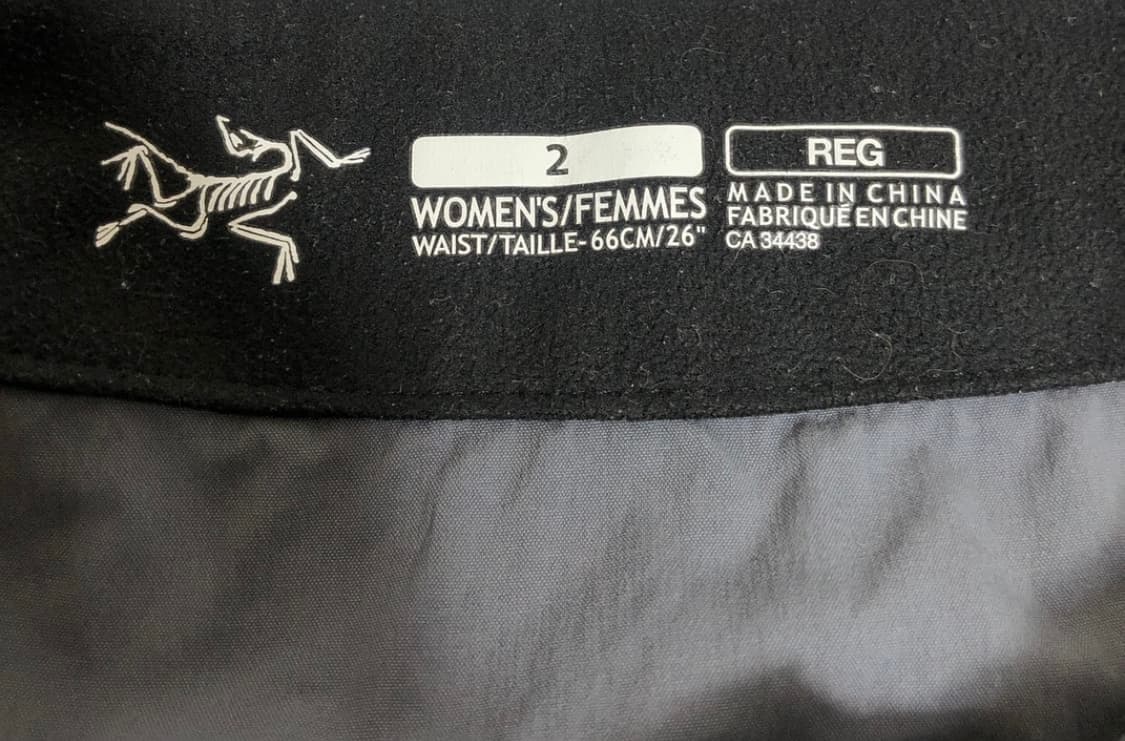 2
WOMEN'S/FEMMES
WAIST/TAILLE-66CM/26"
REG
MADE IN CHINA
FABRIQUÉ EN CHINE
CA 34438